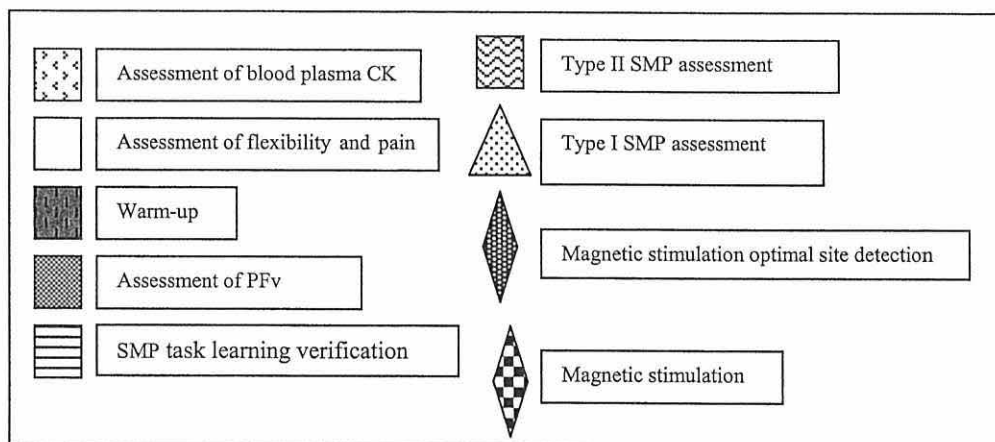 Assessment of blood plasma CK
Assessment of flexibility and pain
Warm-up
Assessment of PFv
SMP task learning verification
Type II SMP assessment
Type I SMP assessment
Magnetic stimulation optimal site detection
Magnetic stimulation